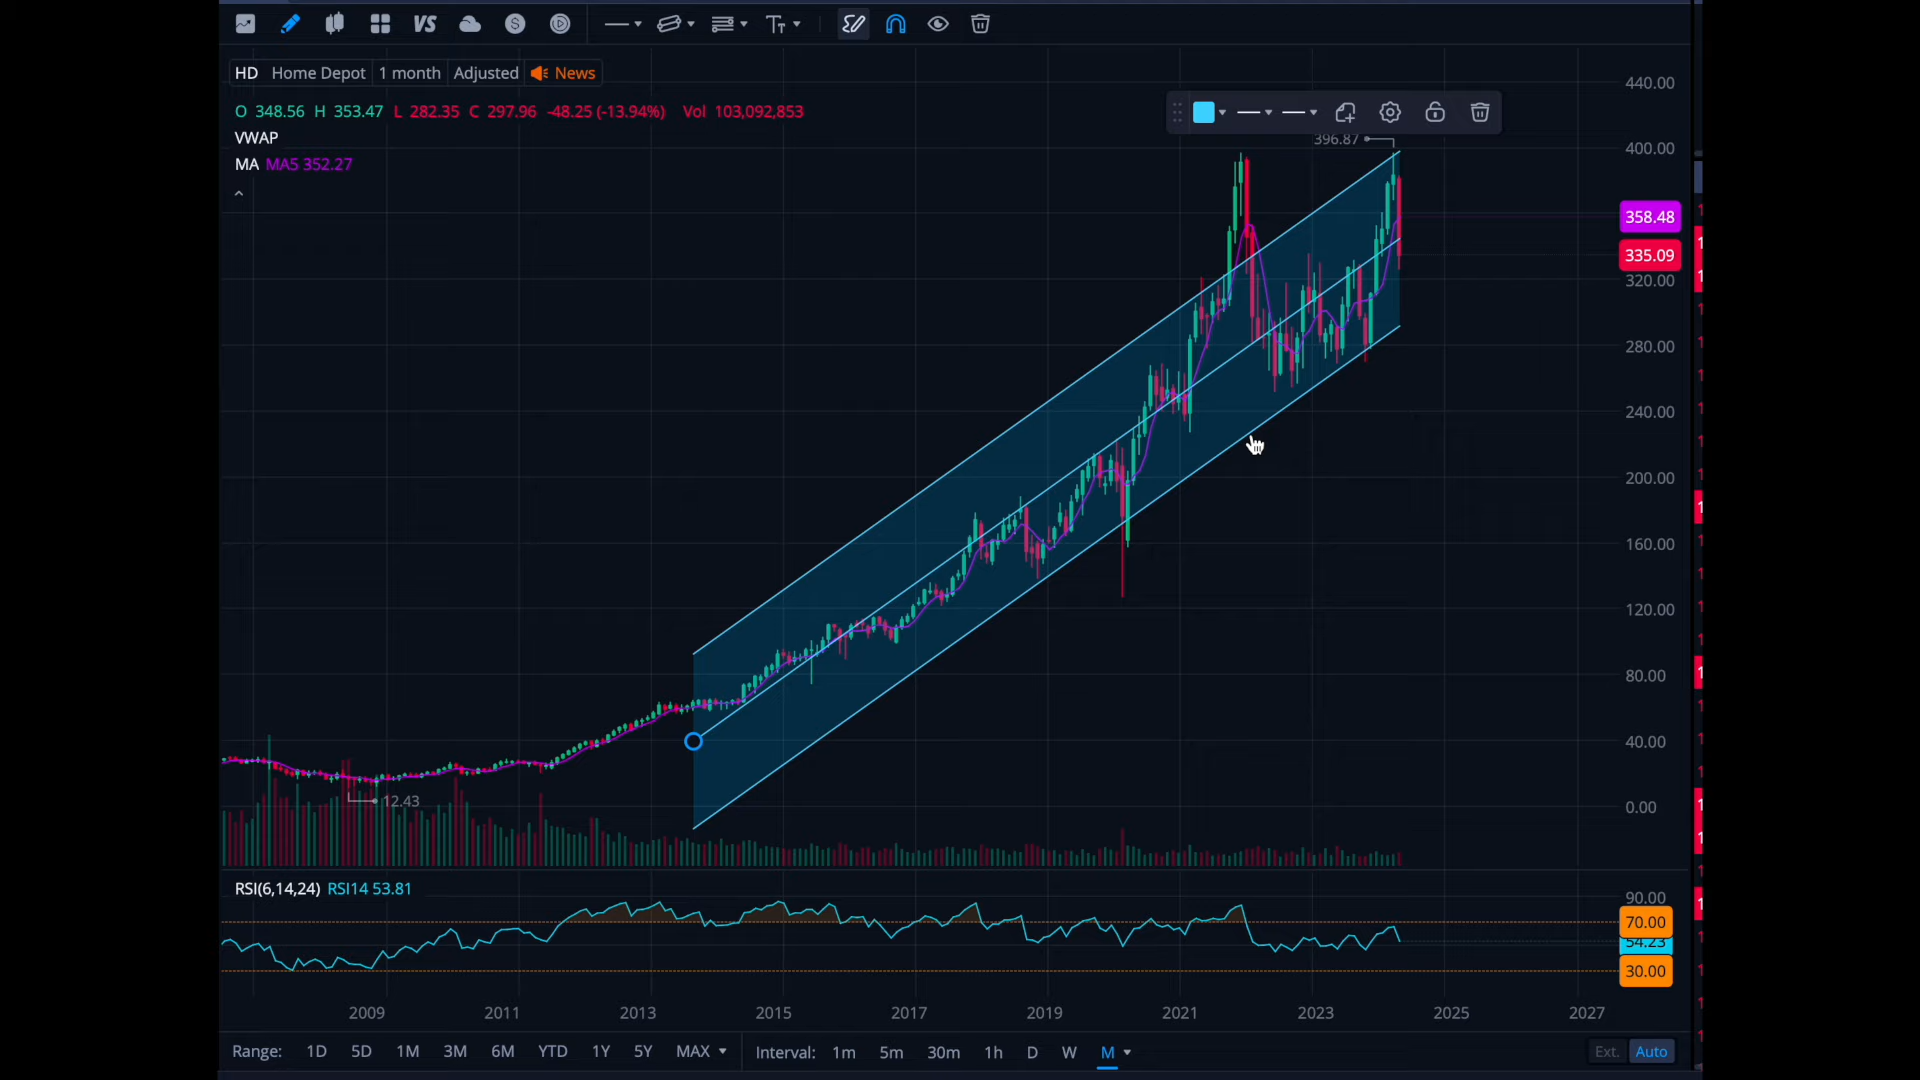 VS
HD Home Depot 1 month Adjusted News
O 348.56 H 353.47 L 282.35 C 297.96 -48.25 (-13.94%) Vol 103,092,853
VWAP
MA MA5 352.27
396.87
12.43
440.00
400.00
358.48
335.09
320.00
280.00
240.00
200.00
160.00
120.00
80.00
40.00
0.00
RSI(6,14,24) RSI14 53.81
90.00
70.00
54.23
30.00
2009 2011 2013 2015 2017 2019 2021 2023 2025 2027
Range: 1D 5D 1M 3M 6M YTD 1Y 5Y MAX Interval: 1m 5m 30m 1h D W M Ext. Auto